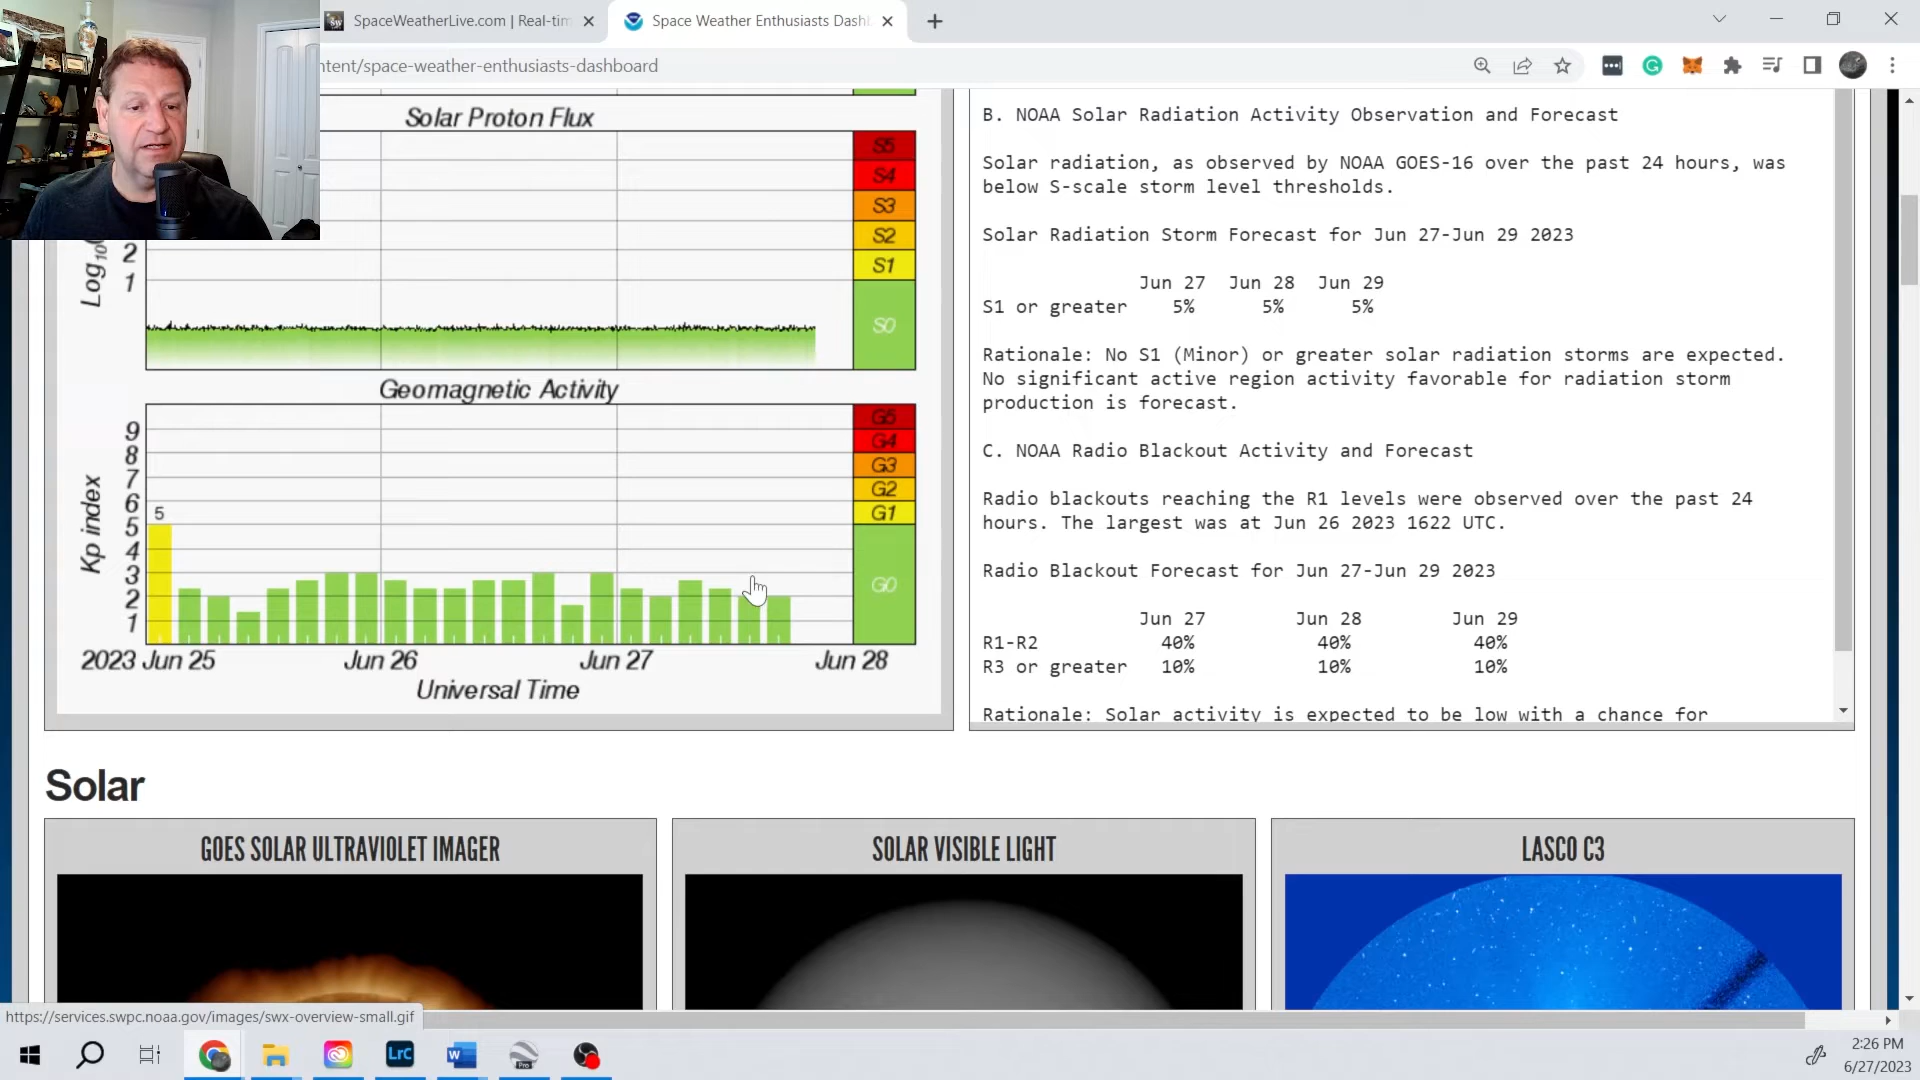 SpaceWeatherLive.com | Real-tim
Space Weather Enthusiasts Dashb
ntent/space-weather-enthusiasts-dashboard
Solar Proton Flux
S5
S4
S3
S2
S1
S0
2
1
Geomagnetic Activity
Kp index
9
8
7
6
5
4
3
2
1
5
G5
G4
G3
G2
G1
G0
2023 Jun 25 Jun 26 Jun 27 Jun 28
Universal Time
B. NOAA Solar Radiation Activity Observation and Forecast
Solar radiation, as observed by NOAA GOES-16 over the past 24 hours, was
below S-scale storm level thresholds.
Solar Radiation Storm Forecast for Jun 27-Jun 29 2023
Jun 27 Jun 28 Jun 29
S1 or greater 5% 5% 5%
Rationale: No S1 (Minor) or greater solar radiation storms are expected.
No significant active region activity favorable for radiation storm
production is forecast.
C. NOAA Radio Blackout Activity and Forecast
Radio blackouts reaching the R1 levels were observed over the past 24
hours. The largest was at Jun 26 2023 1622 UTC.
Radio Blackout Forecast for Jun 27-Jun 29 2023
Jun 27 Jun 28 Jun 29
R1-R2 40% 40% 40%
R3 or greater 10% 10% 10%
Rationale: Solar activity is expected to be low with a chance for
Solar
GOES SOLAR ULTRAVIOLET IMAGER
SOLAR VISIBLE LIGHT
LASCO C3
https://services.swpc.noaa.gov/images/swx-overview-small.gif
LrC
W
Pro
2:26 PM
6/27/2023